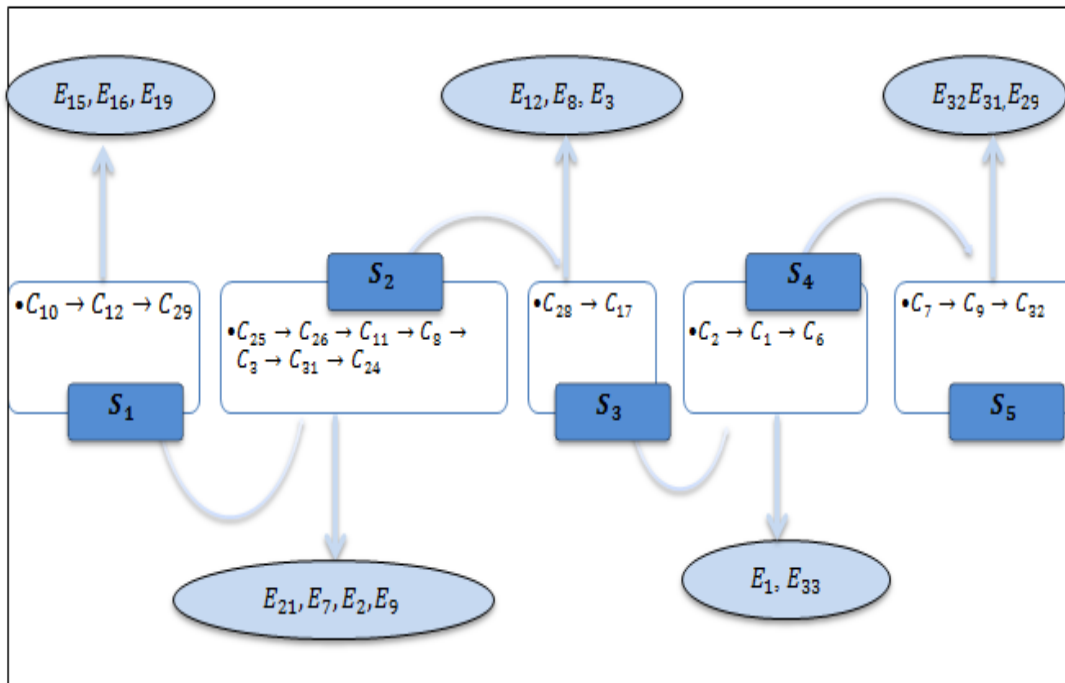 E₁₅, E₁₆, E₁₉
E₁₂, E₈, E₃
E₃₂E₃₁,E₂₉
S₂
S₄
•C₁₀ → C₁₂ → C₂₉
•C₂₅ → C₂₆ → C₁₁ → C₈ →
C₃ → C₃₁ → C₂₄
•C₂₈ → C₁₇
•C₂ → C₁ → C₆
•C₇ → C₉ → C₃₂
S₁
S₃
S₅
E₂₁, E₇, E₂, E₉
E₁, E₃₃